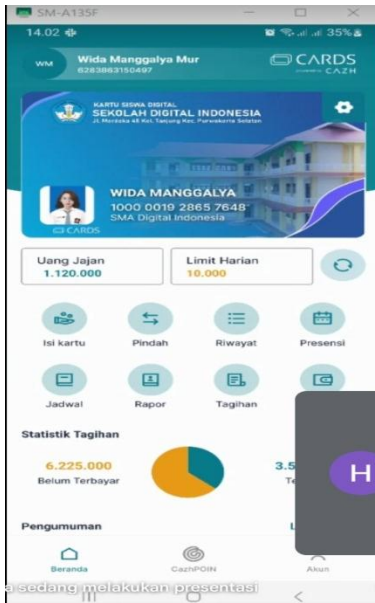 SM-A135F
14.02
35%
WM
Wida Manggalya Mur
6283863150497
CARDS
CAZH
KARTU SISWA DIGITAL
SEKOLAH DIGITAL INDONESIA
Jl. Merdeka 48 Kel. Tanjung Kec. Purwakerta Selatan
WIDA MANGGALYA
1000 0019 2865 7648
SMA Digital Indonesia
CARDS
Uang Jajan
1.120.000
Limit Harian
10.000
Isi kartu
Pindah
Riwayat
Presensi
Jadwal
Rapor
Tagihan
Statistik Tagihan
6.225.000
Belum Terbayar
3.5
Te
H
Pengumuman
L
Beranda
CazhPOIN
Akun
a sedang melakukan presentasi